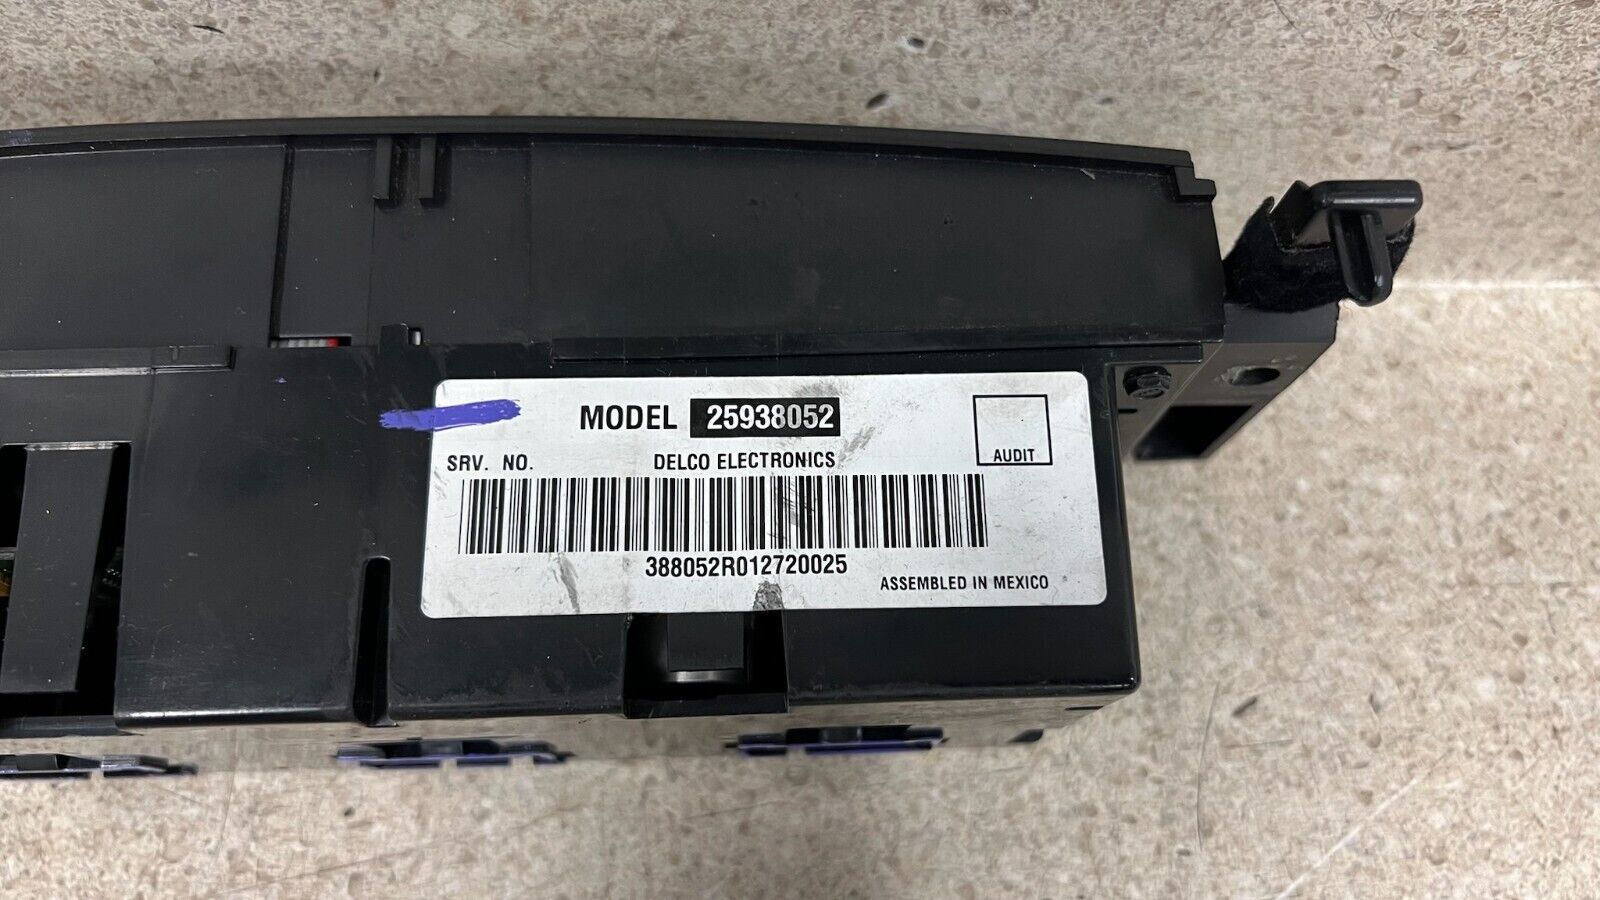 MODEL 25938052
SRV. NO. DELCO ELECTRONICS
AUDIT
388052R012720025
ASSEMBLED IN MEXICO